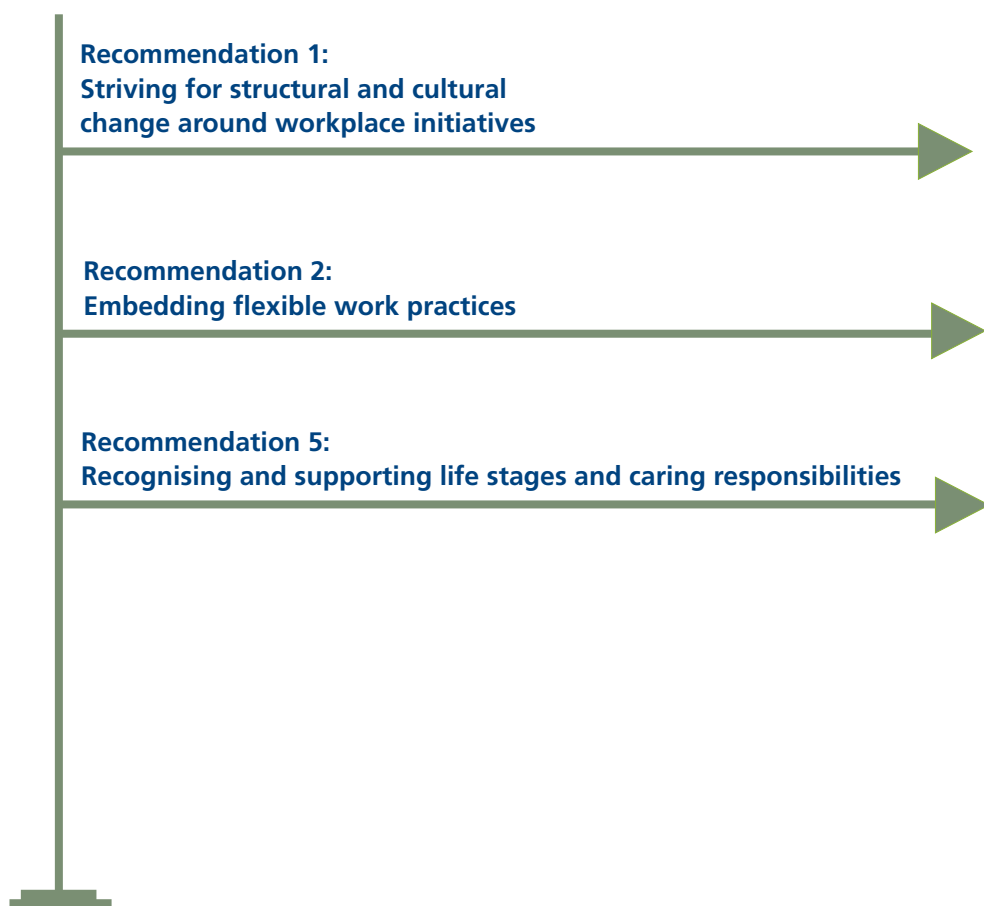 Recommendation 1:
Striving for structural and cultural
change around workplace initiatives
Recommendation 2:
Embedding flexible work practices
Recommendation 5:
Recognising and supporting life stages and caring responsibilities